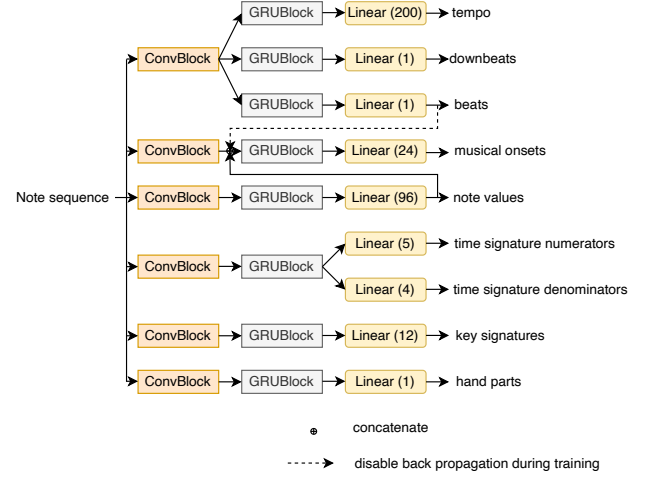 GRUBlock Linear (200) tempo
ConvBlock GRUBlock Linear (1) downbeats
GRUBlock Linear (1) beats
ConvBlock GRUBlock Linear (24) musical onsets
Note sequence ConvBlock GRUBlock Linear (96) note values
Linear (5) time signature numerators
ConvBlock GRUBlock
Linear (4) time signature denominators
ConvBlock GRUBlock Linear (12) key signatures
ConvBlock GRUBlock Linear (1) hand parts
concatenate
disable back propagation during training